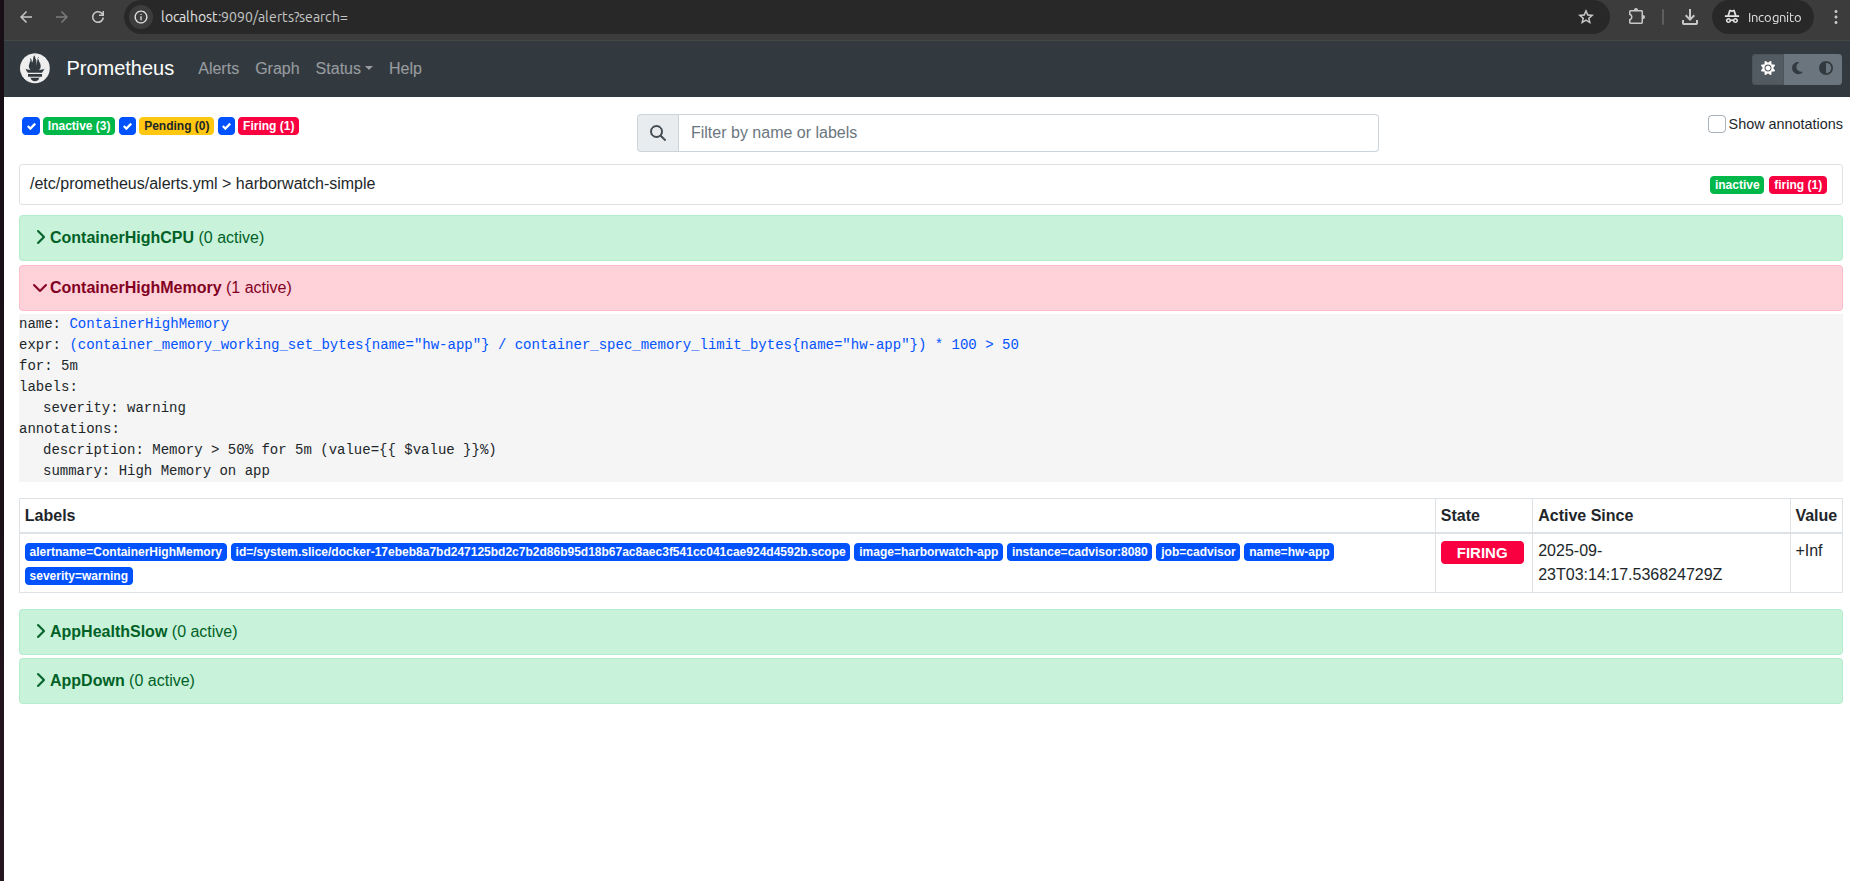 localhost:9090/alerts?search=
Incognito
Prometheus Alerts Graph Status Help
Inactive (3) Pending (0) Firing (1)
Filter by name or labels
Show annotations
/etc/prometheus/alerts.yml > harborwatch-simple
inactive firing (1)
ContainerHighCPU (0 active)
ContainerHighMemory (1 active)
name: ContainerHighMemory
expr: (container_memory_working_set_bytes{name="hw-app"} / container_spec_memory_limit_bytes{name="hw-app"}) * 100 > 50
for: 5m
labels:
severity: warning
annotations:
description: Memory > 50% for 5m (value={{ $value }}%)
summary: High Memory on app
Labels State Active Since Value
alertname=ContainerHighMemory id=/system.slice/docker-17ebeb8a7bd247125bd2c7b2d86b95d18b67ac8aec3f541cc041cae924d4592b.scope image=harborwatch-app instance=cadvisor:8080 job=cadvisor name=hw-app
severity=warning
FIRING
2025-09-
23T03:14:17.536824729Z
+Inf
AppHealthSlow (0 active)
AppDown (0 active)